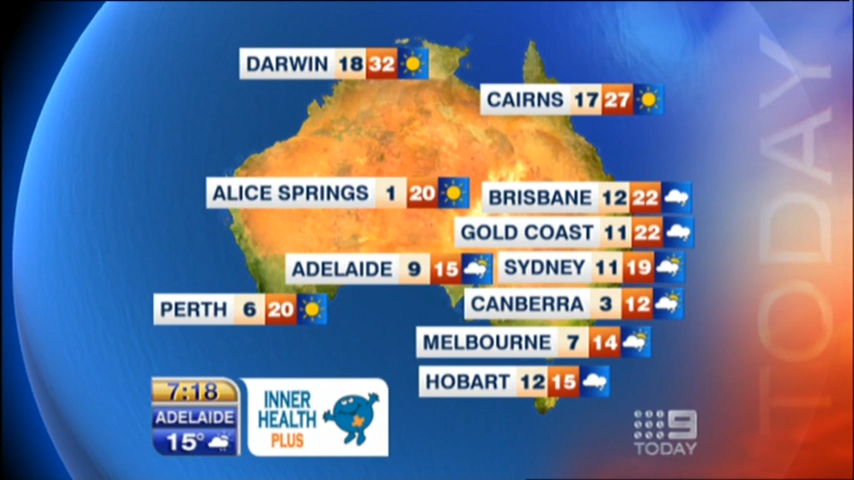 DARWIN 18 32
CAIRNS 17 27
ALICE SPRINGS 1 20
BRISBANE 12 22
GOLD COAST 11 22
ADELAIDE 9 15
SYDNEY 11 19
PERTH 6 20
CANBERRA 3 12
MELBOURNE 7 14
HOBART 12 15
7:18
ADELAIDE
15°
INNER
HEALTH
PLUS
9
TODAY
TODAY